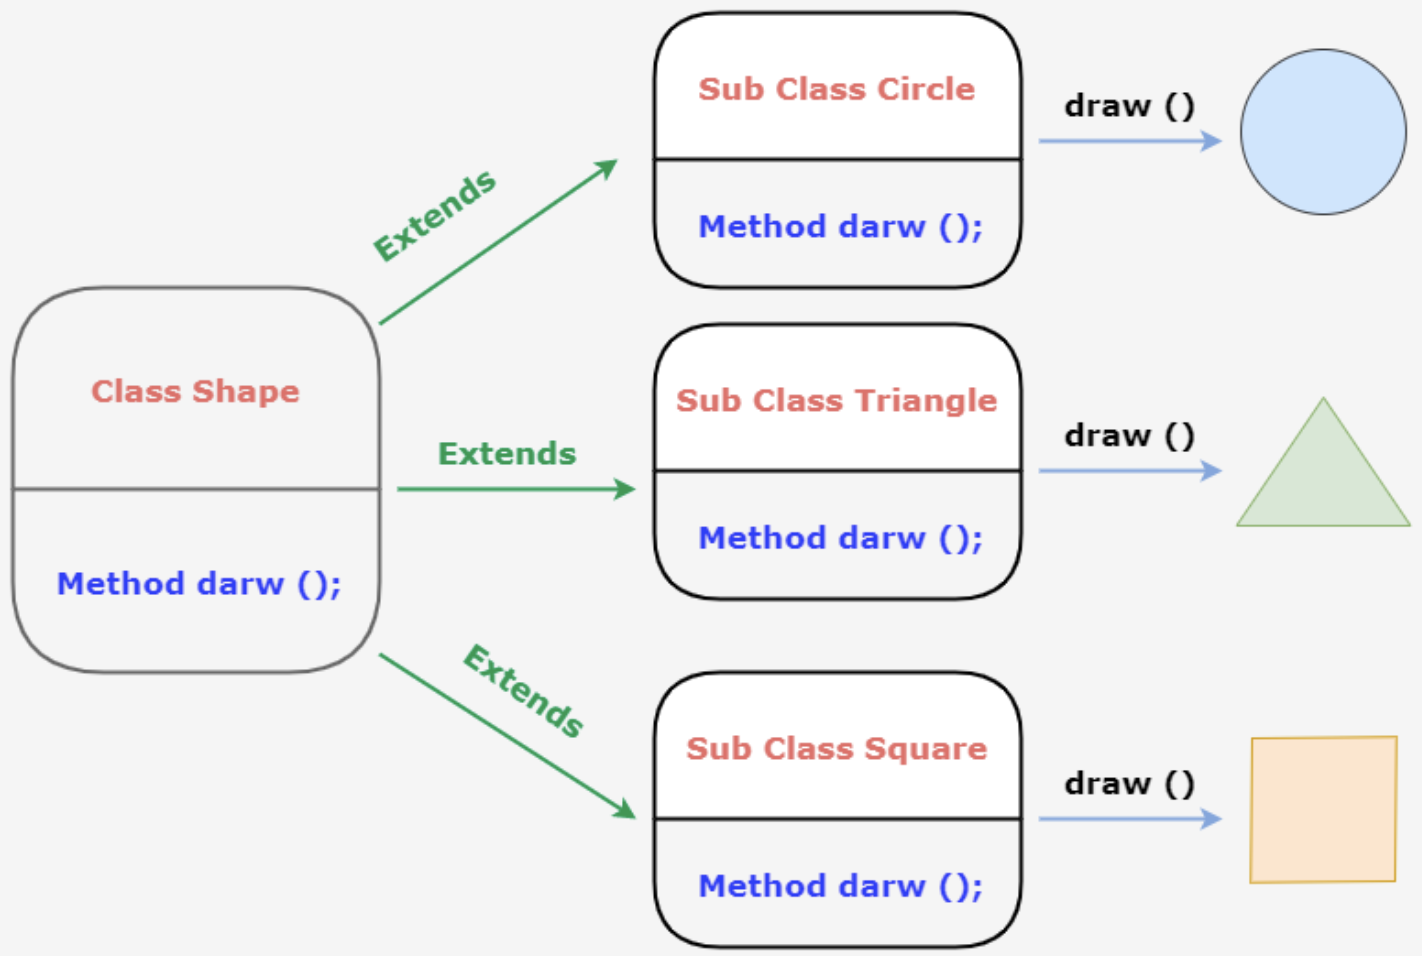 Class Shape
Method darw ();
Extends
Extends
Extends
Sub Class Circle
Method darw ();
draw ()
Sub Class Triangle
Method darw ();
draw ()
Sub Class Square
Method darw ();
draw ()